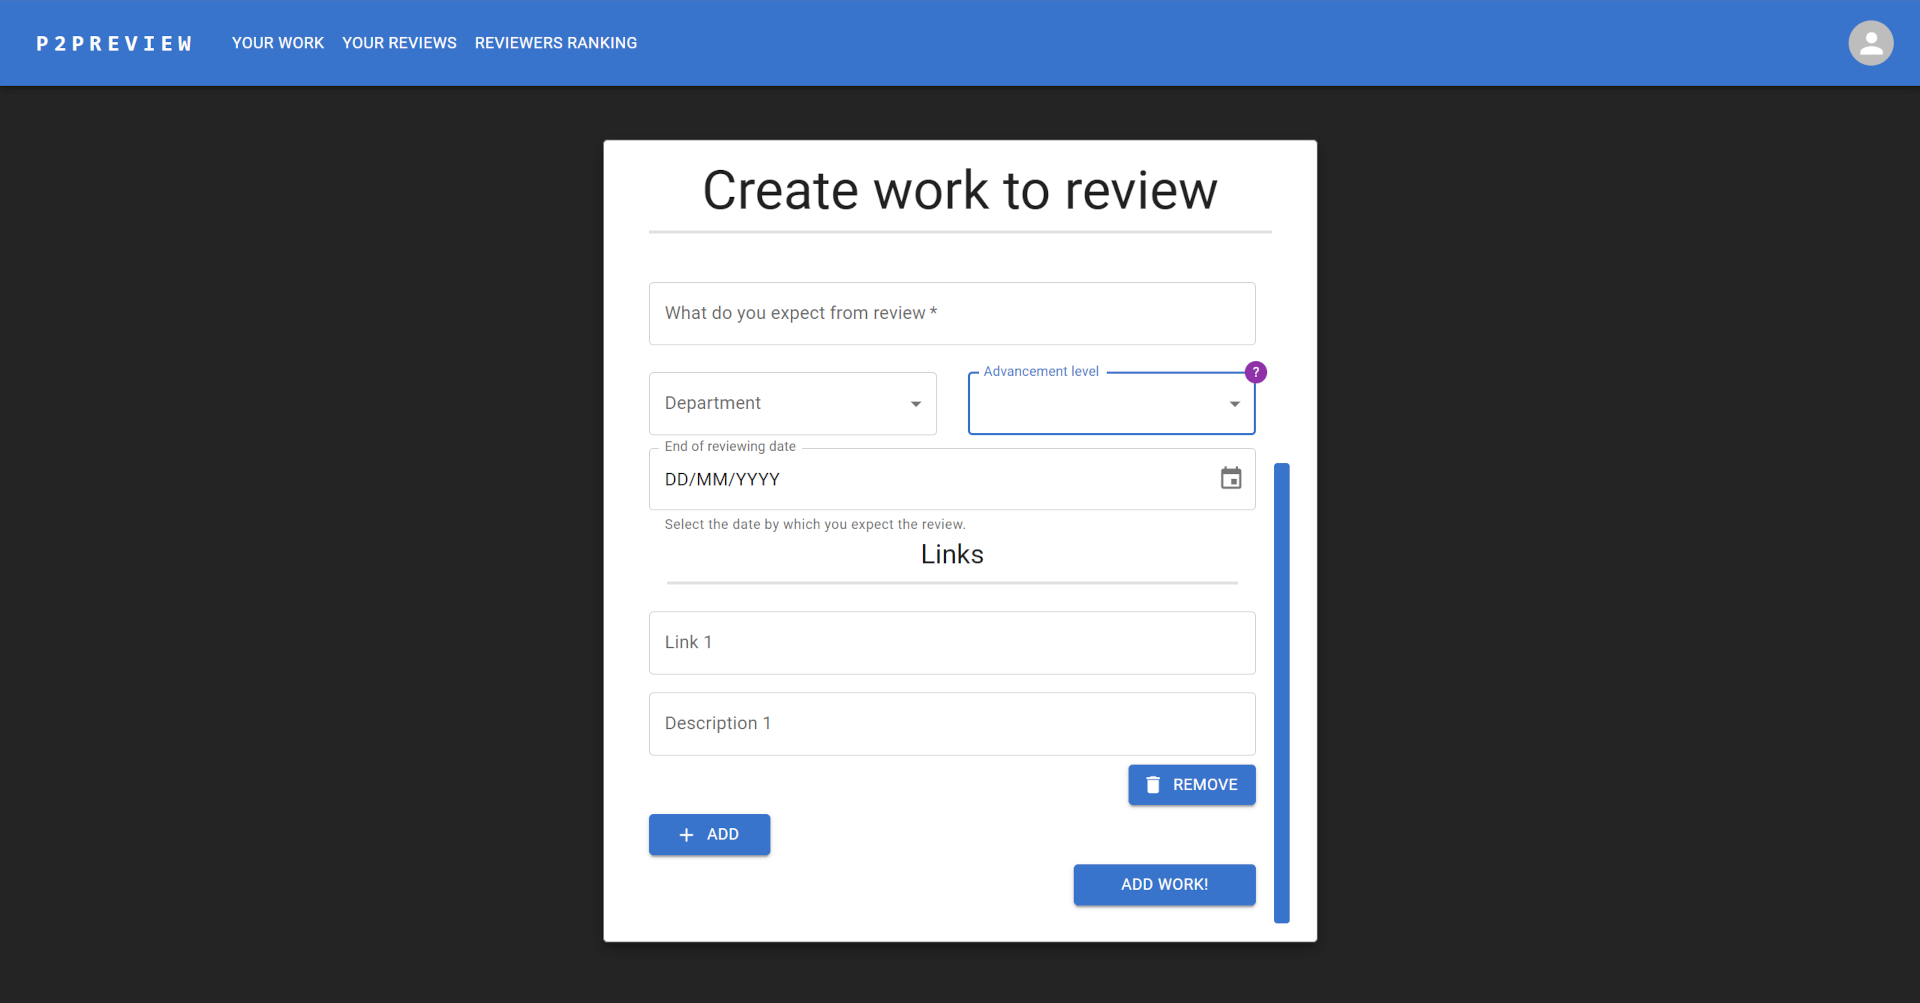 P2PREVIEW YOUR WORK YOUR REVIEWS REVIEWERS RANKING
Create work to review
What do you expect from review *
Department
Advancement level
?
End of reviewing date
DD/MM/YYYY
Select the date by which you expect the review.
Links
Link 1
Description 1
REMOVE
ADD
ADD WORK!